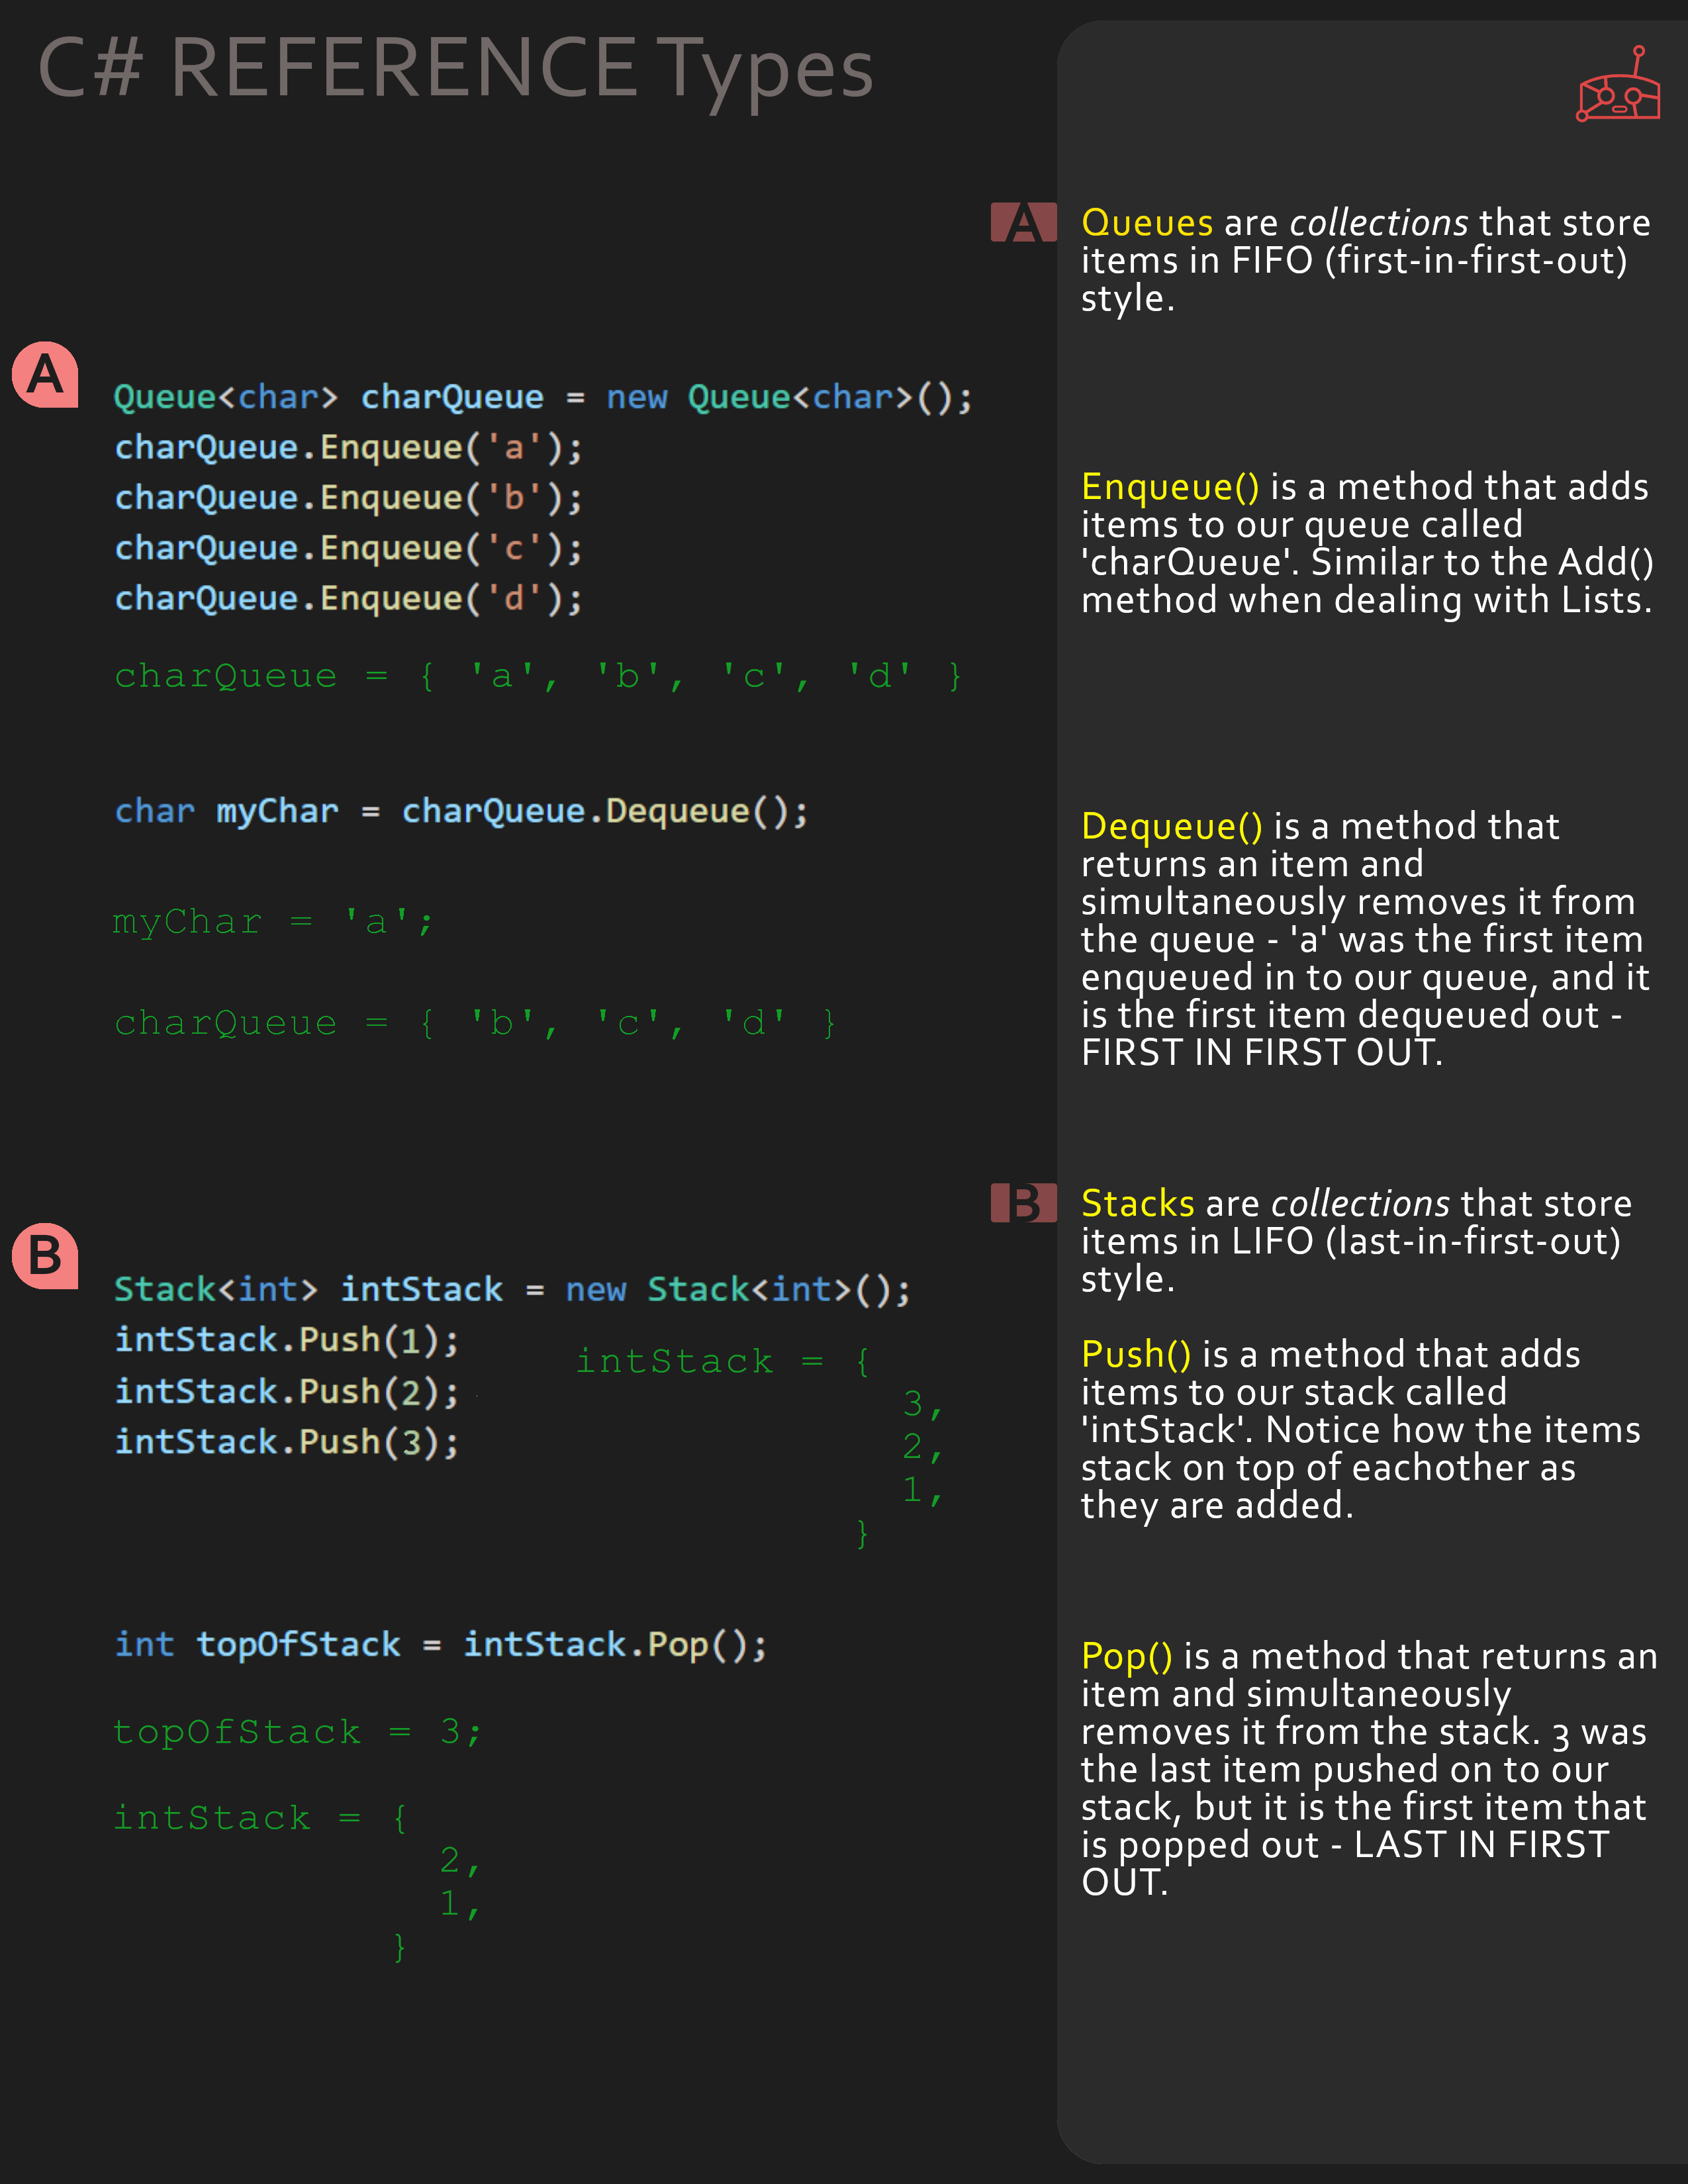 C# REFERENCE Types
A
Queues are collections that store
items in FIFO (first-in-first-out)
style.
A
Queue<char> charQueue = new Queue<char>();
charQueue.Enqueue('a');
charQueue.Enqueue('b');
charQueue.Enqueue('c');
charQueue.Enqueue('d');
Enqueue() is a method that adds
items to our queue called
'charQueue'. Similar to the Add()
method when dealing with Lists.
charQueue = { 'a', 'b', 'c', 'd' }
char myChar = charQueue.Dequeue();
myChar = 'a';
charQueue = { 'b', 'c', 'd' }
Dequeue() is a method that
returns an item and
simultaneously removes it from
the queue - 'a' was the first item
enqueued in to our queue, and it
is the first item dequeued out -
FIRST IN FIRST OUT.
B
Stacks are collections that store
items in LIFO (last-in-first-out)
style.
B
Stack<int> intStack = new Stack<int>();
intStack.Push(1);
intStack.Push(2);
intStack.Push(3);
intStack = {
3,
2,
1,
}
Push() is a method that adds
items to our stack called
'intStack'. Notice how the items
stack on top of eachother as
they are added.
int topOfStack = intStack.Pop();
topOfStack = 3;
intStack = {
2,
1,
}
Pop() is a method that returns an
item and simultaneously
removes it from the stack. 3 was
the last item pushed on to our
stack, but it is the first item that
is popped out - LAST IN FIRST
OUT.